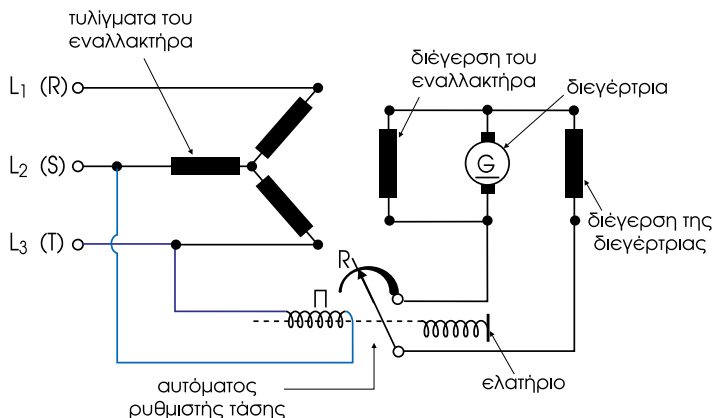 τυλίγματα του
εναλλακτήρα
διέγερση του
εναλλακτήρα
διεγέρτρια
L1 (R)
L2 (S)
G
L3 (T)
διέγερση της
διεγέρτριας
R
Π
αυτόματος
ρυθμιστής τάσης
ελατήριο